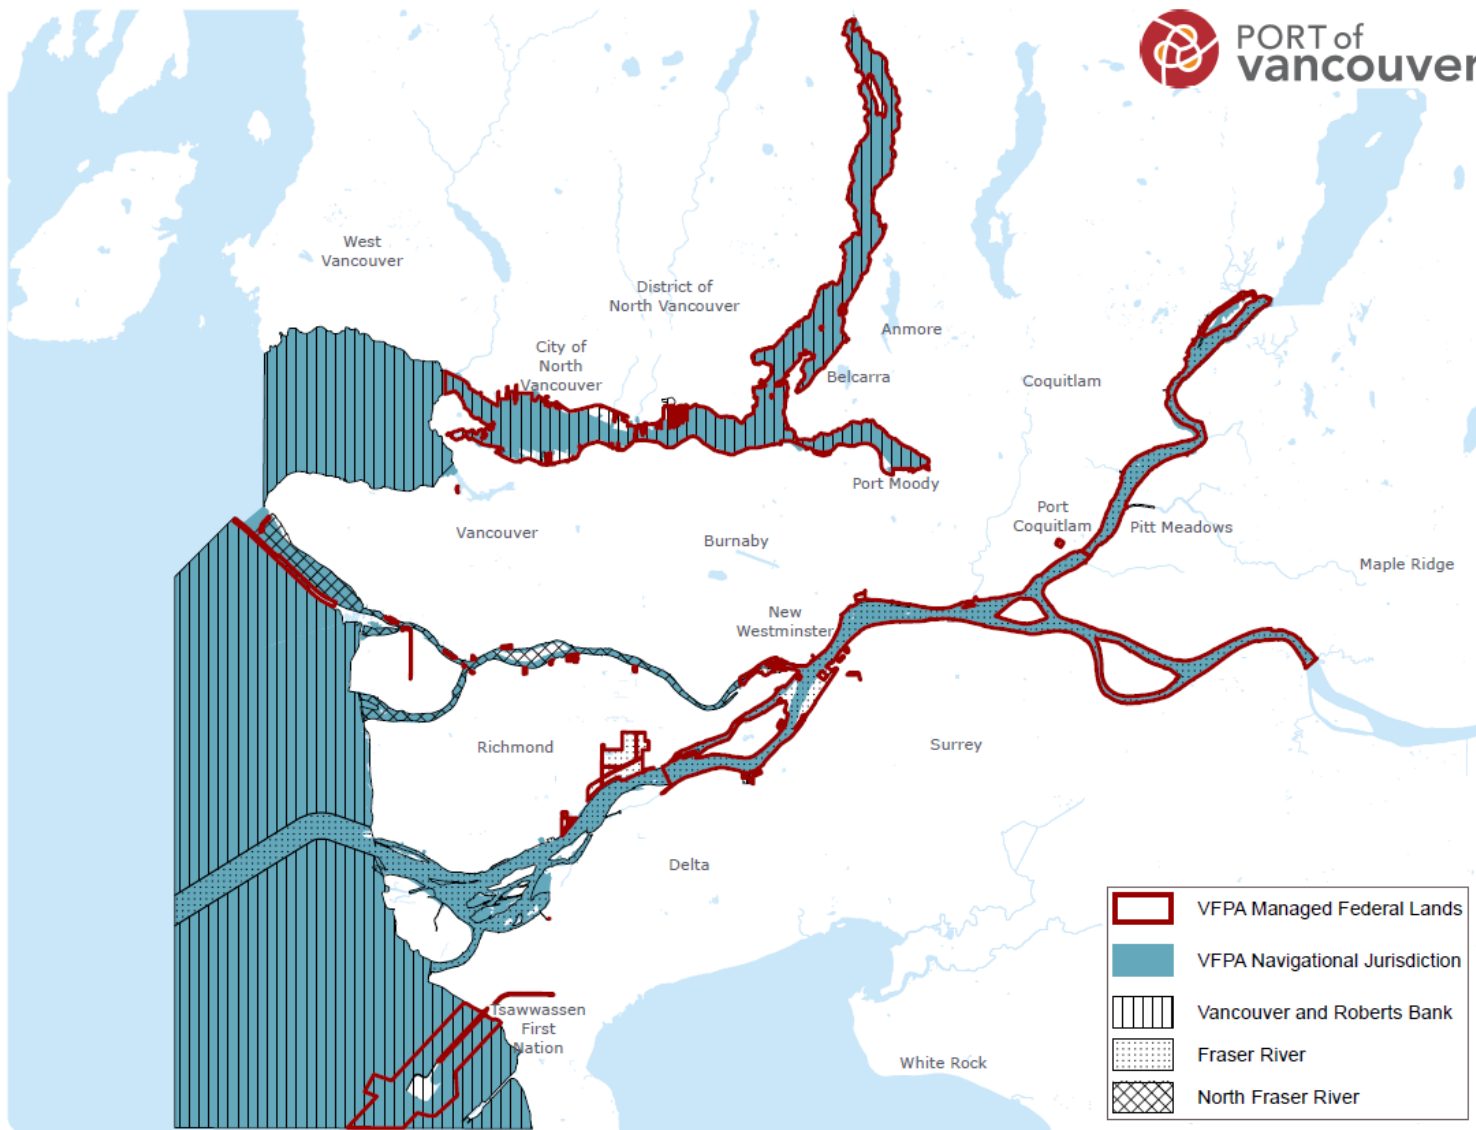 PORT of
vancouver
West
Vancouver
District of
North Vancouver
City of
North
Vancouver
Anmore
Belcarra
Coquitlam
Port Moody
Port
Coquitlam
Pitt Meadows
Vancouver
Burnaby
Maple Ridge
New
Westminster
Richmond
Surrey
Delta
Tsawwassen
First
Nation
White Rock
VFPA Managed Federal Lands
VFPA Navigational Jurisdiction
Vancouver and Roberts Bank
Fraser River
North Fraser River